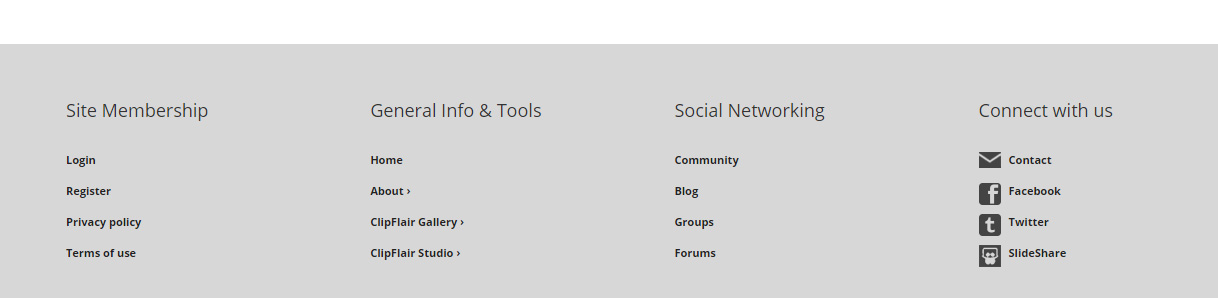 Site Membership
Login
Register
Privacy policy
Terms of use
General Info & Tools
Home
About ›
ClipFlair Gallery ›
ClipFlair Studio ›
Social Networking
Community
Blog
Groups
Forums
Connect with us
Contact
Facebook
Twitter
SlideShare